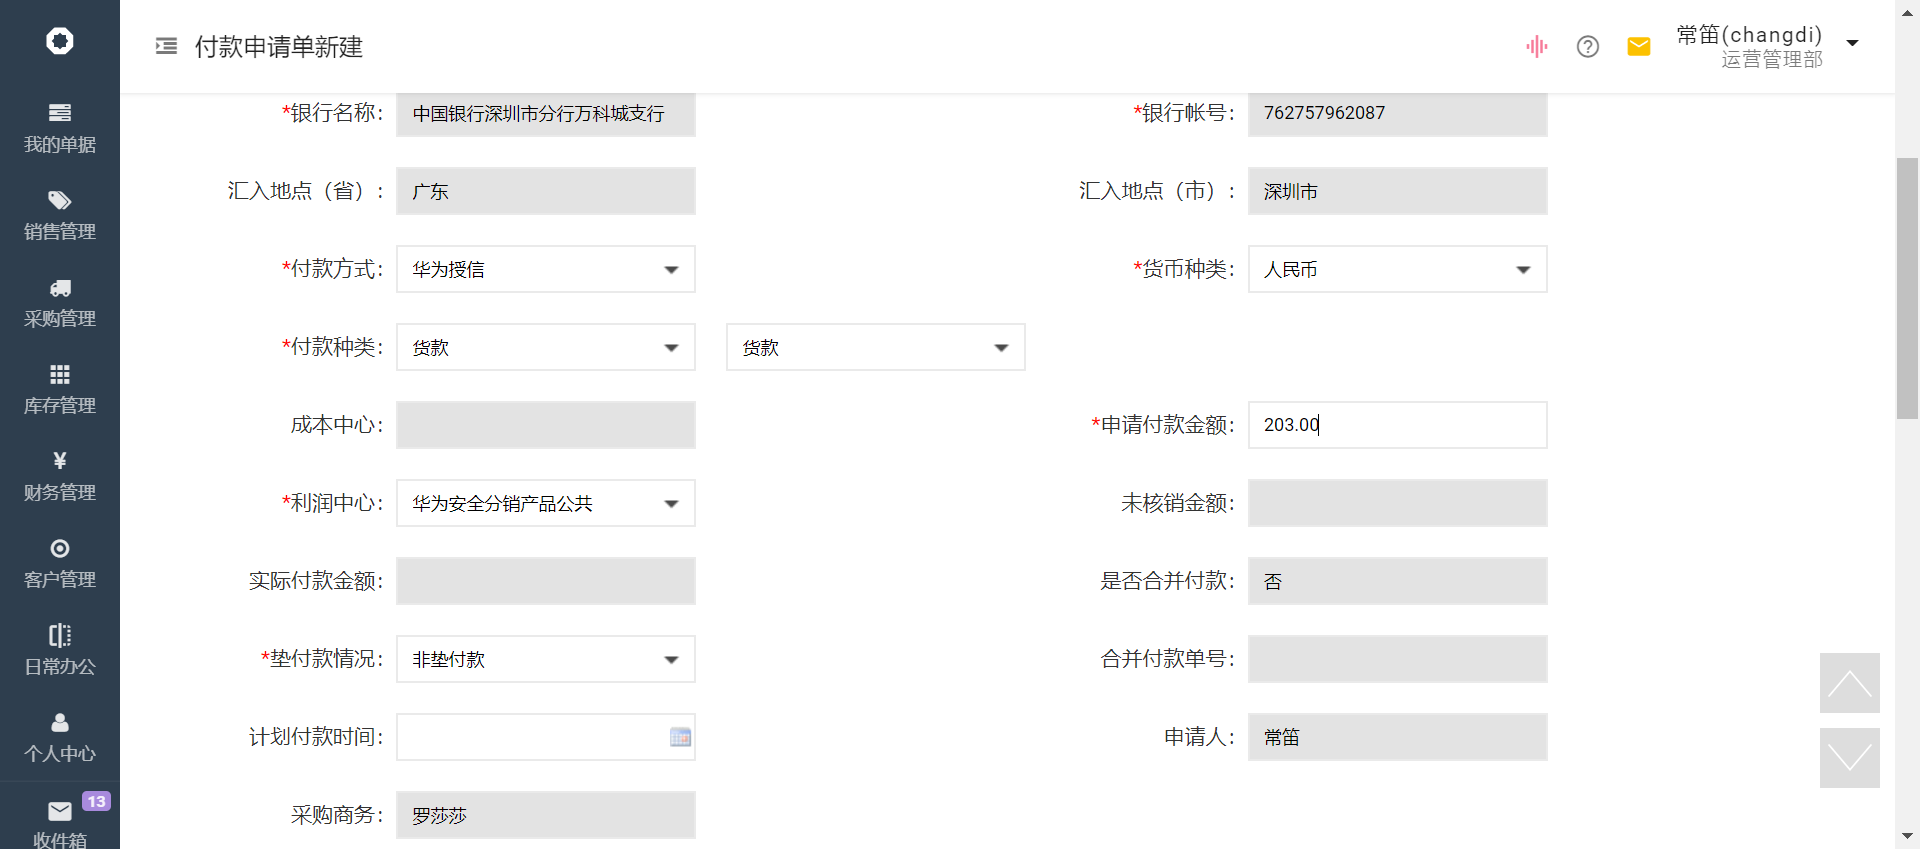 付款申请单新建
常笛(changdi)
运营管理部
我的单据
销售管理
采购管理
库存管理
¥
财务管理
客户管理
日常办公
个人中心
13
收件箱
*银行名称: 中国银行深圳市分行万科城支行
*银行帐号: 762757962087
汇入地点（省）: 广东
汇入地点（市）: 深圳市
*付款方式: 华为授信
*货币种类: 人民币
*付款种类: 货款 货款
成本中心:
*申请付款金额: 203.00
*利润中心: 华为安全分销产品公共
未核销金额:
实际付款金额:
是否合并付款: 否
*垫付款情况: 非垫付款
合并付款单号:
计划付款时间:
申请人: 常笛
采购商务: 罗莎莎